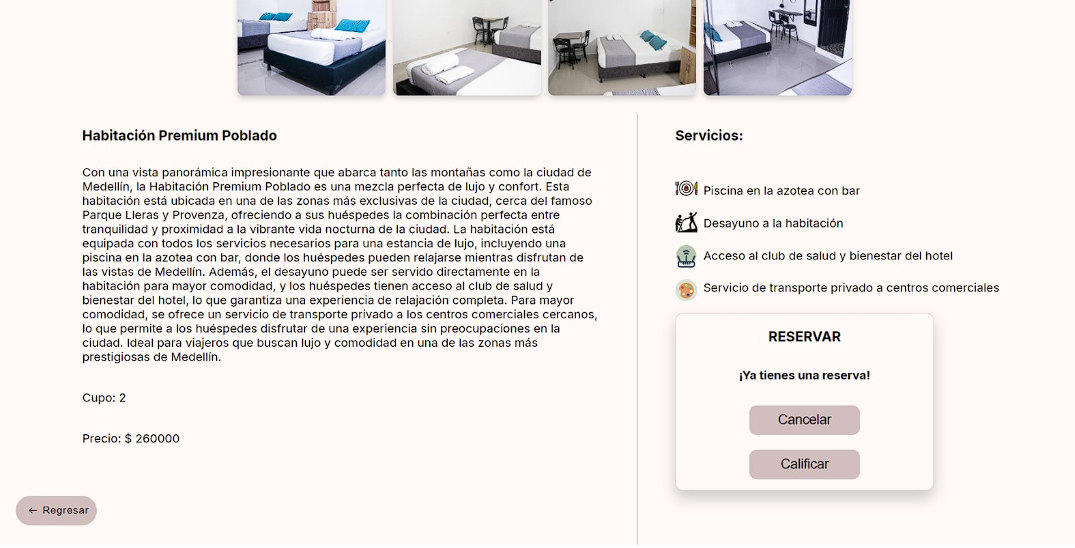 Habitación Premium Poblado
Con una vista panorámica impresionante que abarca tanto las montañas como la ciudad de
Medellín, la Habitación Premium Poblado es una mezcla perfecta de lujo y confort. Esta
habitación está ubicada en una de las zonas más exclusivas de la ciudad, cerca del famoso
Parque Lleras y Provenza, ofreciendo a sus huéspedes la combinación perfecta entre
tranquilidad y proximidad a la vibrante vida nocturna de la ciudad. La habitación está
equipada con todos los servicios necesarios para una estancia de lujo, incluyendo una
piscina en la azotea con bar, donde los huéspedes pueden relajarse mientras disfrutan de
las vistas de Medellín. Además, el desayuno puede ser servido directamente en la
habitación para mayor comodidad, y los huéspedes tienen acceso al club de salud y
bienestar del hotel, lo que garantiza una experiencia de relajación completa. Para mayor
comodidad, se ofrece un servicio de transporte privado a los centros comerciales cercanos,
lo que permite a los huéspedes disfrutar de una experiencia sin preocupaciones en la
ciudad. Ideal para viajeros que buscan lujo y comodidad en una de las zonas más
prestigiosas de Medellín.
Cupo: 2
Precio: $ 260000
← Regresar
Servicios:
Piscina en la azotea con bar
Desayuno a la habitación
Acceso al club de salud y bienestar del hotel
Servicio de transporte privado a centros comerciales
RESERVAR
¡Ya tienes una reserva!
Cancelar
Calificar